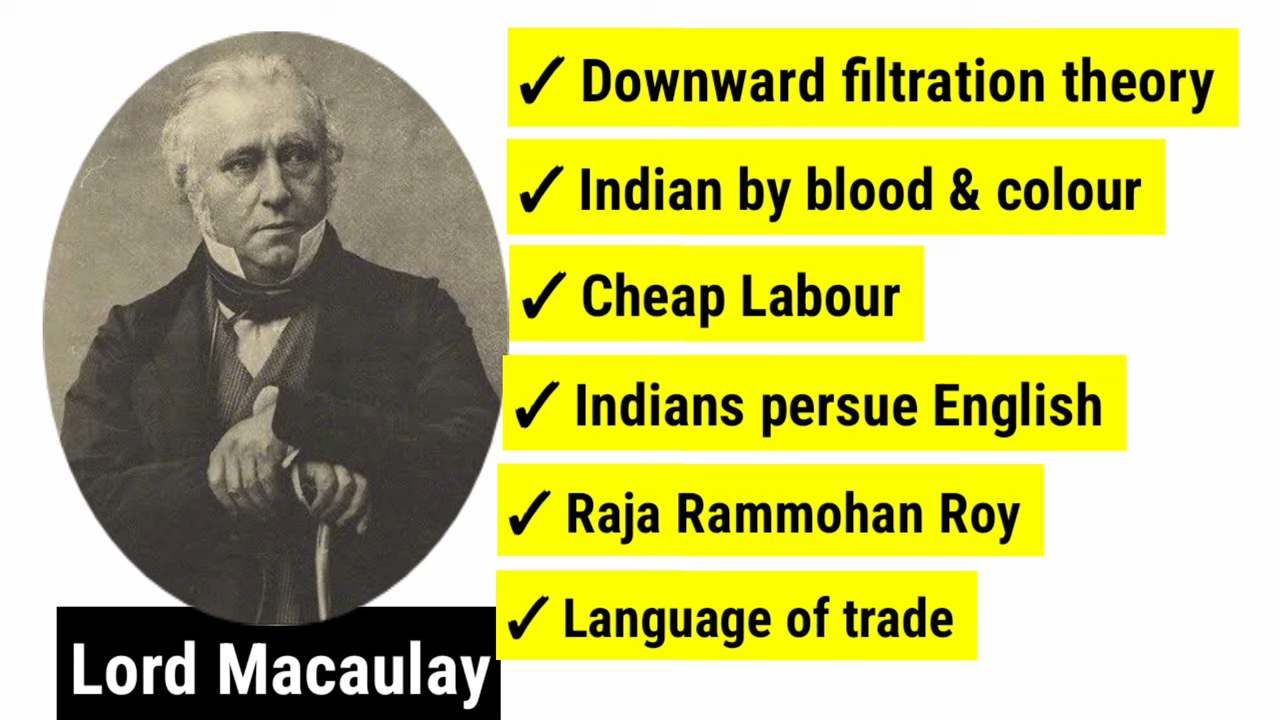 ✓ Downward filtration theory
✓ Indian by blood & colour
✓ Cheap Labour
✓ Indians persue English
✓ Raja Rammohan Roy
✓ Language of trade
Lord Macaulay